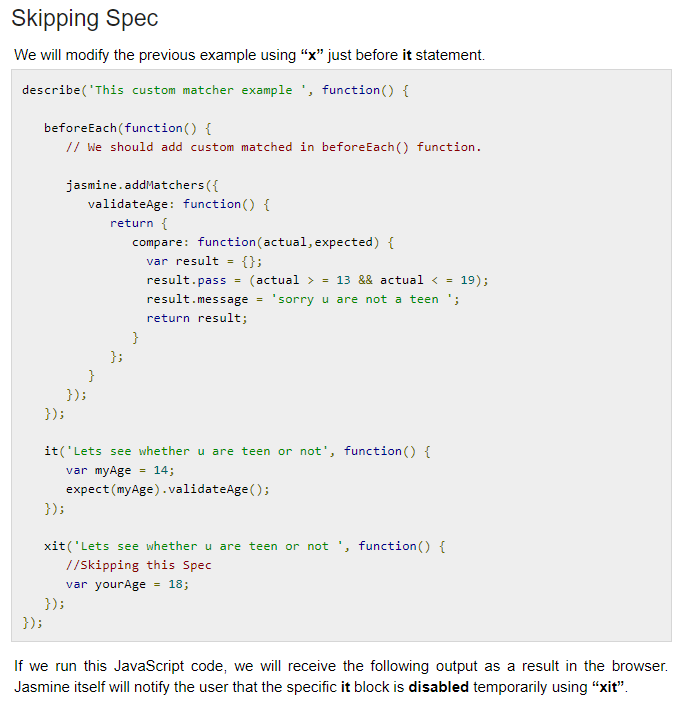 Skipping Spec
We will modify the previous example using “x” just before it statement.
describe('This custom matcher example ', function() {
beforeEach(function() {
// We should add custom matched in beforeEach() function.
jasmine.addMatchers({
validateAge: function() {
return {
compare: function(actual,expected) {
var result = {};
result.pass = (actual > = 13 && actual < = 19);
result.message = 'sorry u are not a teen ';
return result;
}
};
}
});
});
it('Lets see whether u are teen or not', function() {
var myAge = 14;
expect(myAge).validateAge();
});
xit('Lets see whether u are teen or not ', function() {
//Skipping this Spec
var yourAge = 18;
});
});
If we run this JavaScript code, we will receive the following output as a result in the browser.
Jasmine itself will notify the user that the specific it block is disabled temporarily using “xit”.